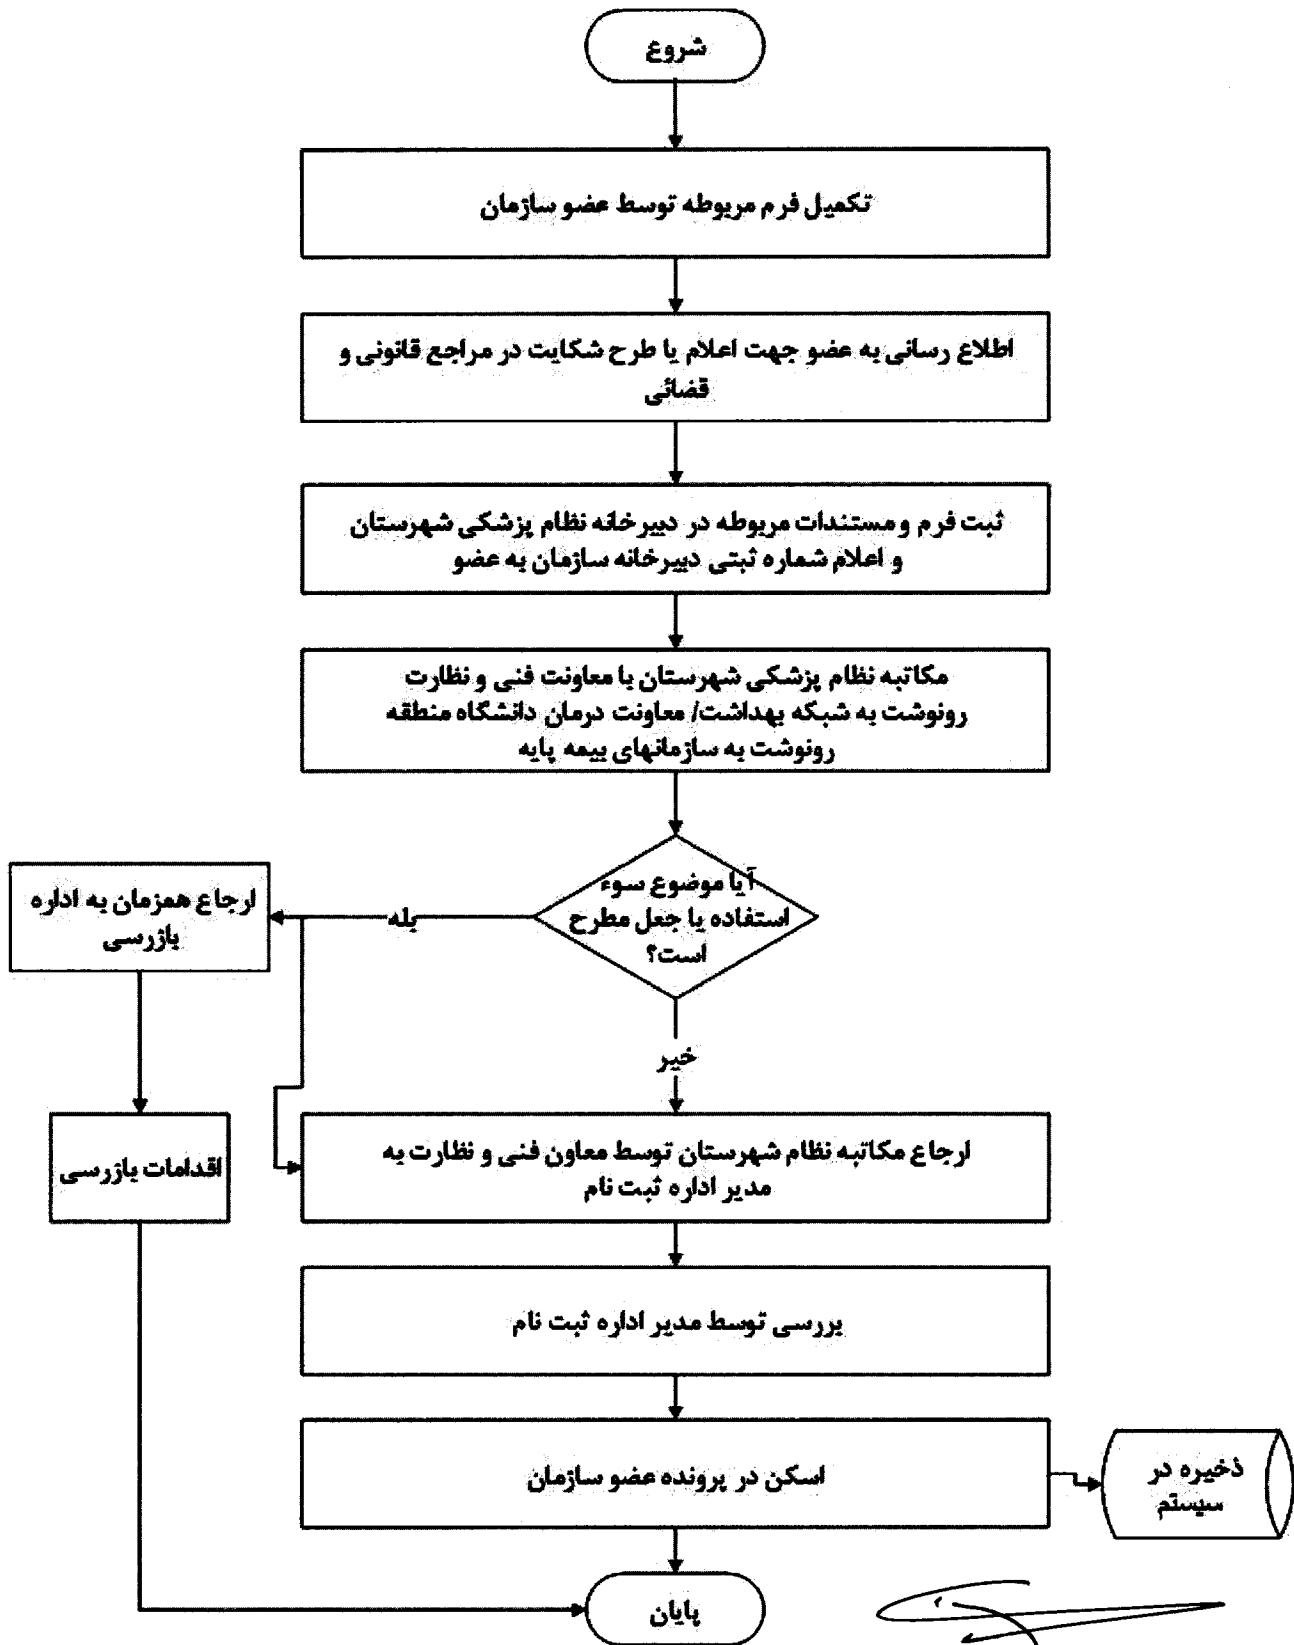 شروع
تکمیل فرم مربوطه توسط عضو سازمان
اطلاع رسانی به عضو جهت اعلام یا طرح شکایت در مراجع قانونی و
قضائی
ثبت فرم و مستندات مربوطه در دبیرخانه نظام پزشکی شهرستان
و اعلام شماره ثبتی دبیرخانه سازمان به عضو
مکاتبه نظام پزشکی شهرستان با معاونت فنی و نظارت
رونوشت به شبکه بهداشت/ معاونت درمان دانشگاه منطقه
رونوشت به سازمانهای بیمه پایه
آیا موضوع سوء
استفاده یا جعل مطرح
است؟
بله
ارجاع همزمان به اداره
بازرسی
خیر
اقدامات بازرسی
ارجاع مکاتبه نظام شهرستان توسط معاون فنی و نظارت به
مدیر اداره ثبت نام
بررسی توسط مدیر اداره ثبت نام
اسکن در پرونده عضو سازمان
ذخیره در
سیستم
پایان